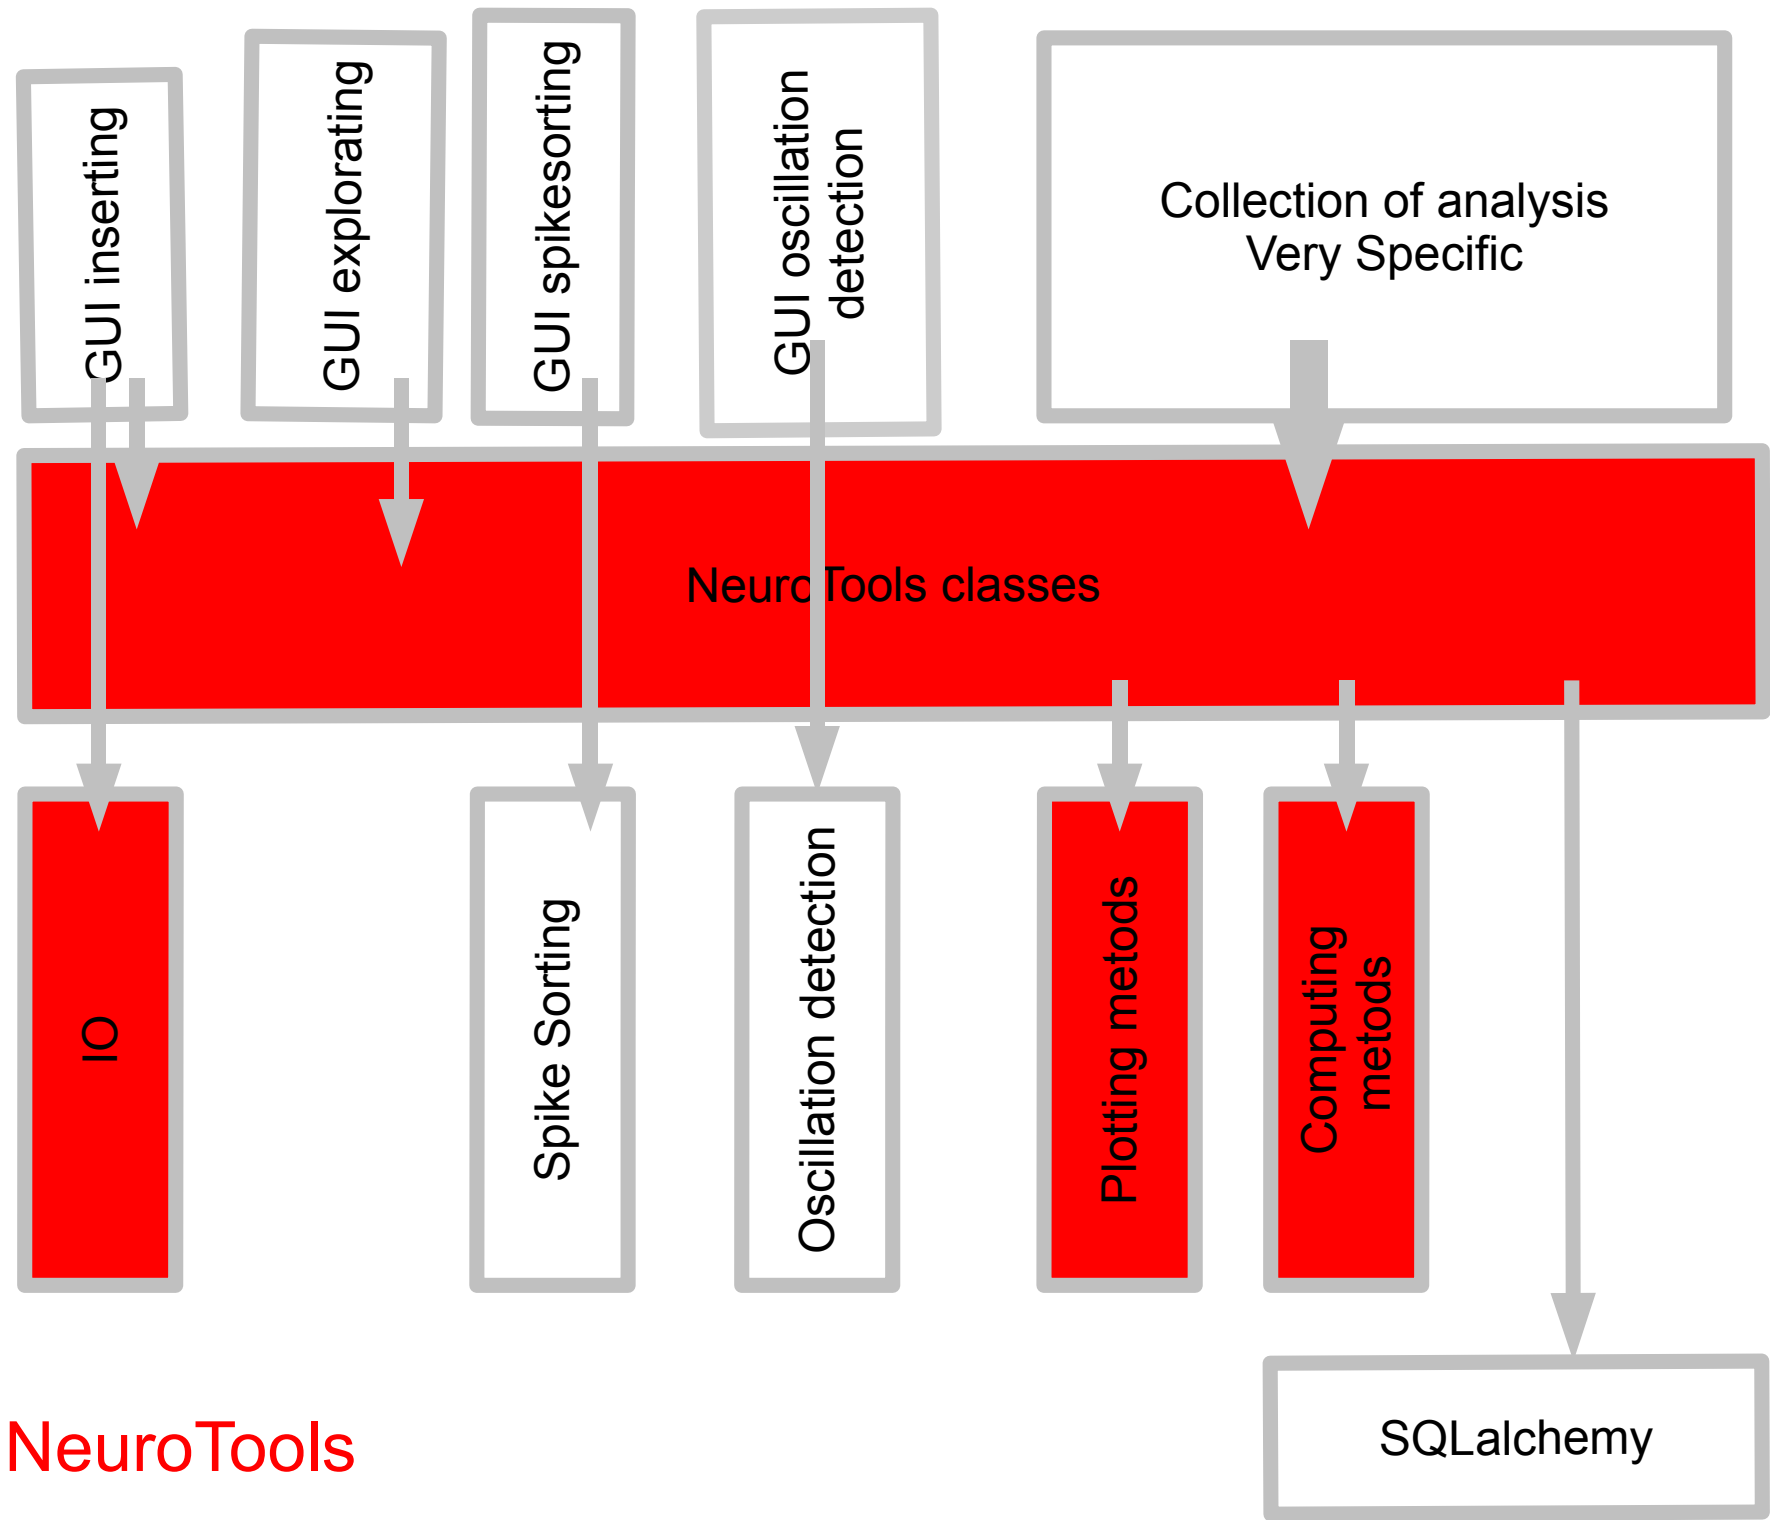 GUI inserting
GUI explorating
GUI spikesorting
GUI oscillation
detection
Collection of analysis
Very Specific
NeuroTools classes
IO
Spike Sorting
Oscillation detection
Plotting metods
Computing
metods
NeuroTools
SQLalchemy